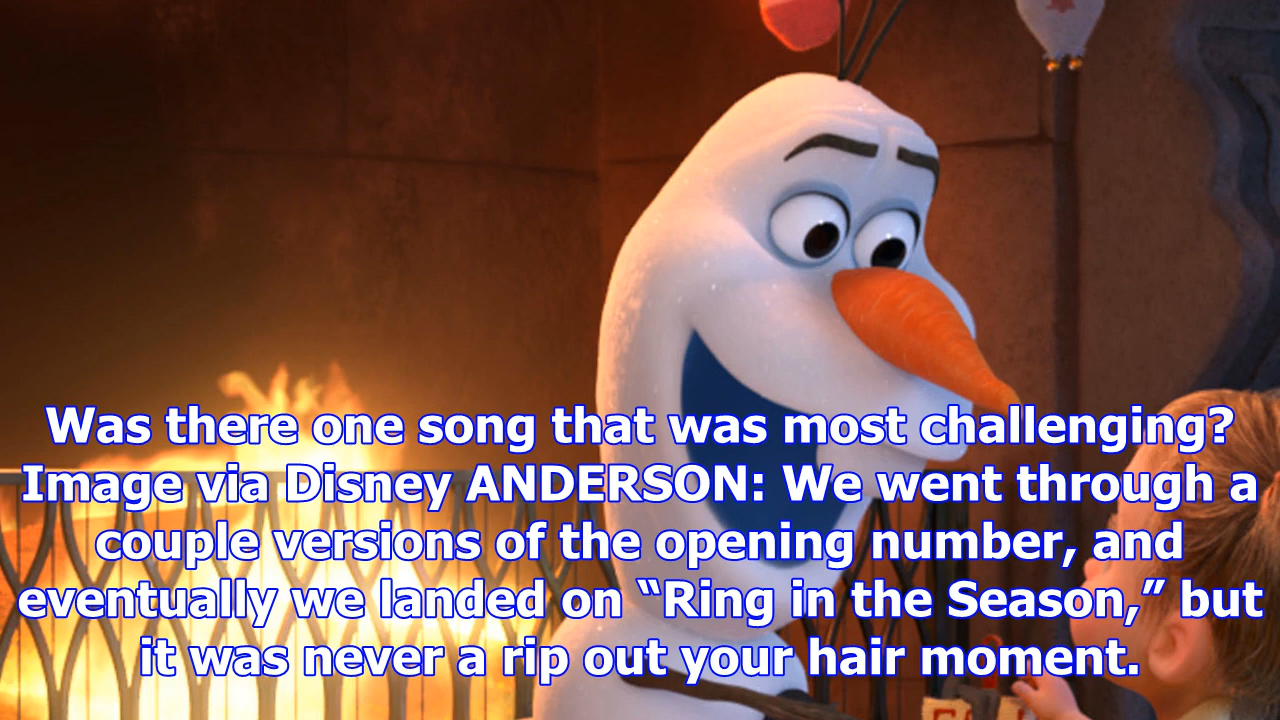 Was there one song that was most challenging?
Image via Disney ANDERSON: We went through a
couple versions of the opening number, and
eventually we landed on “Ring in the Season,” but
it was never a rip out your hair moment.